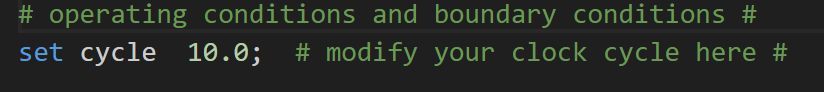 # operating conditions and boundary conditions #
set cycle  10.0;  # modify your clock cycle here #